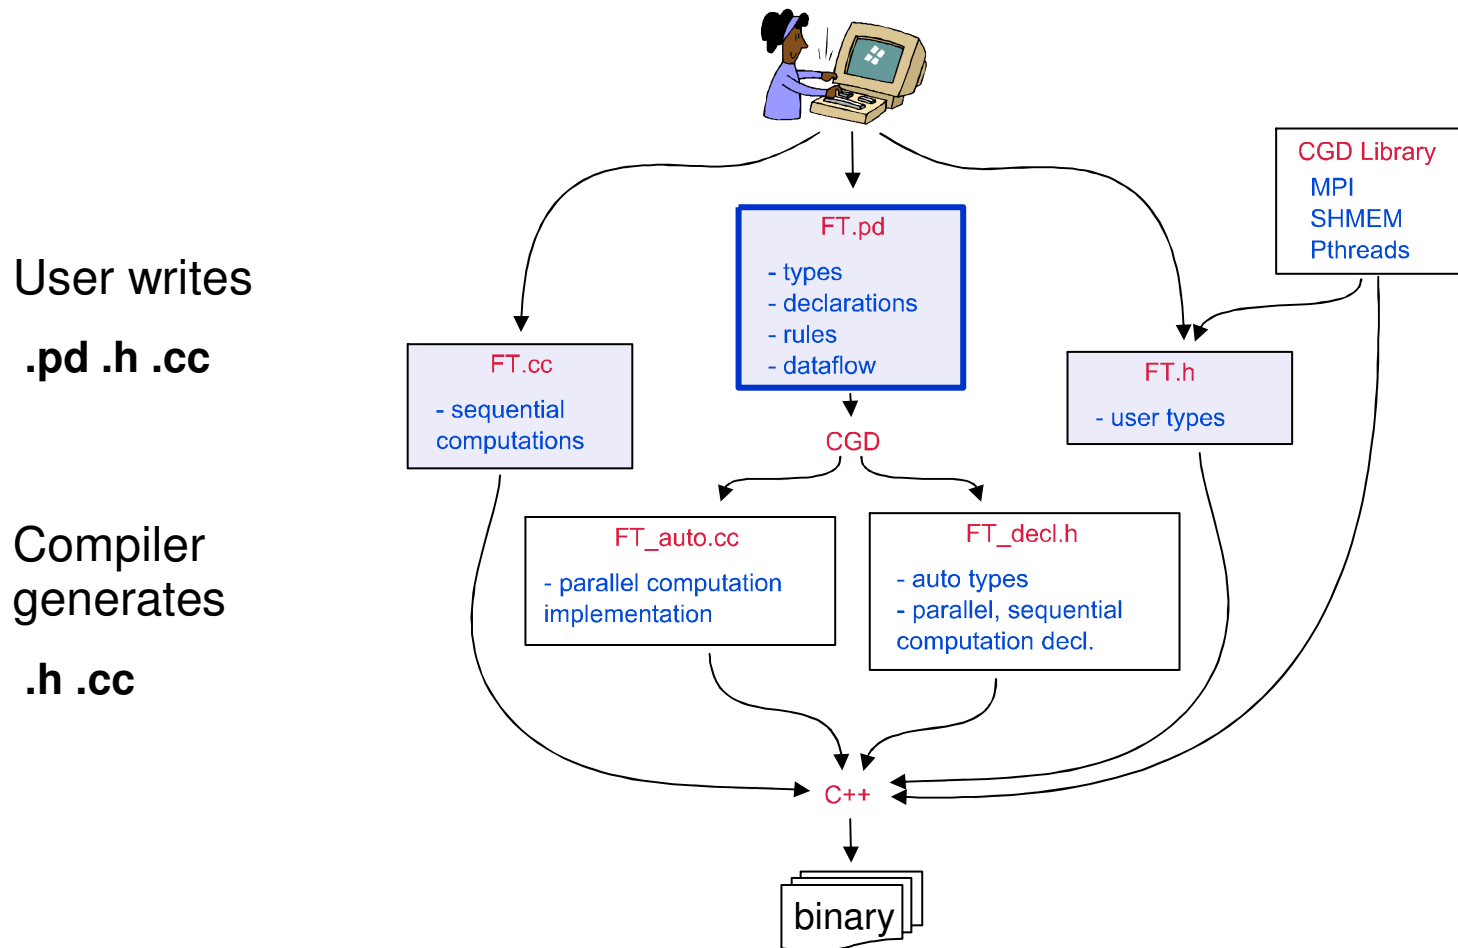 CGD Library
MPI
SHMEM
Pthreads
User writes
.pd .h .cc
FT.pd
- types
- declarations
- rules
- dataflow
FT.cc
- sequential
computations
FT.h
- user types
CGD
Compiler
generates
.h .cc
FT_auto.cc
- parallel computation
implementation
FT_decl.h
- auto types
- parallel, sequential
computation decl.
C++
binary